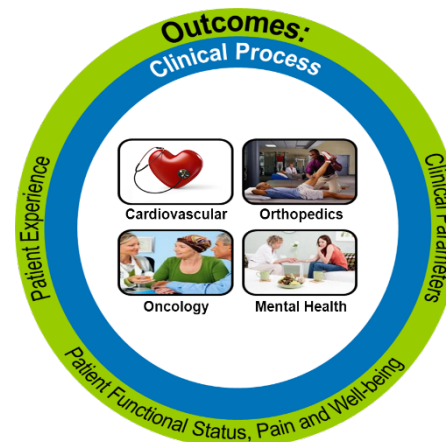 Outcomes:
Clinical Process
Patient Experience
Clinical Parameters
Cardiovascular
Orthopedics
Oncology
Mental Health
Patient Functional Status, Pain and Well-being